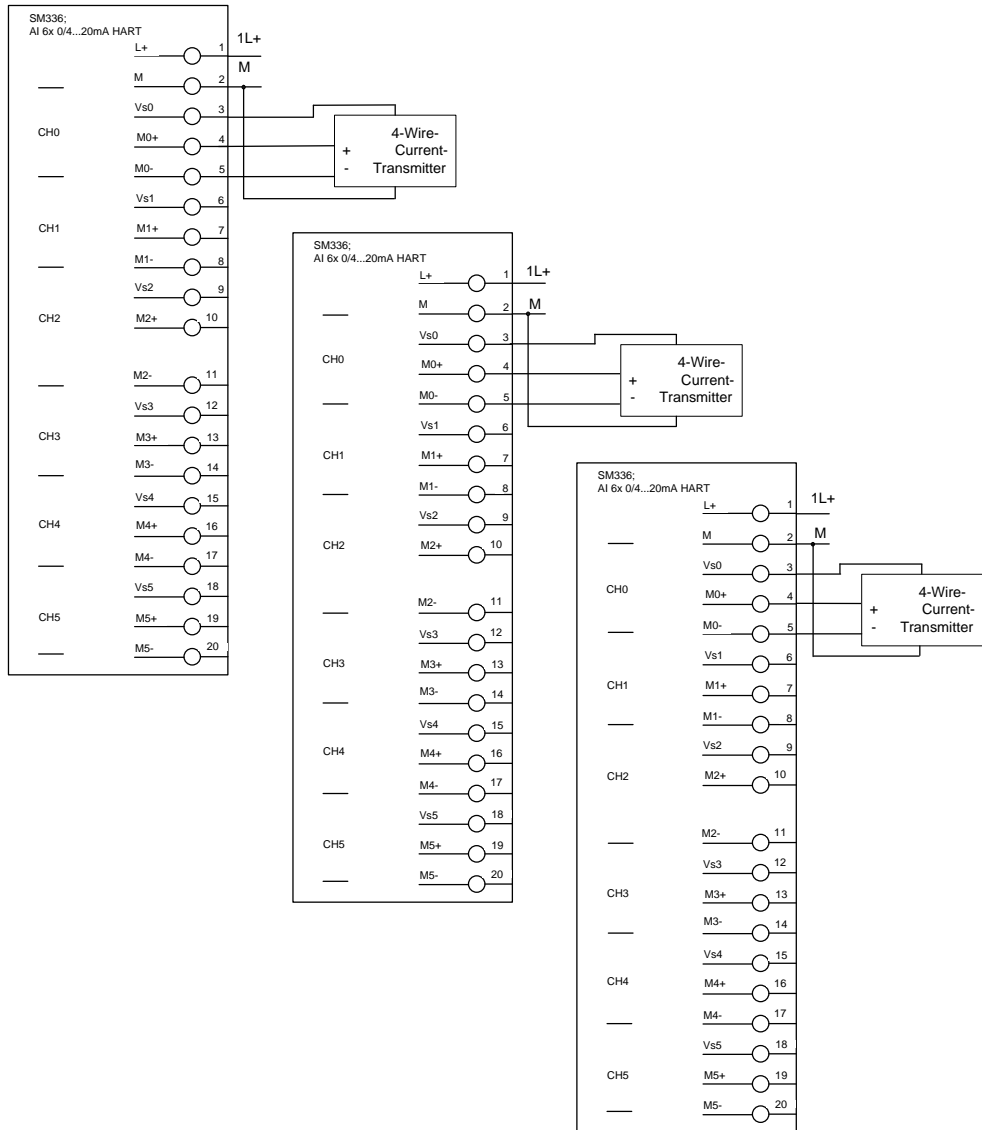 SM336;
AI 6x 0/4...20mA HART
L+ 1 1L+
M 2 M
Vs0 3
CH0 M0+ 4
M0- 5
4-Wire-
+ Current-
- Transmitter
Vs1 6
CH1 M1+ 7
M1- 8
Vs2 9
CH2 M2+ 10
M2- 11
Vs3 12
CH3 M3+ 13
M3- 14
Vs4 15
CH4 M4+ 16
M4- 17
Vs5 18
CH5 M5+ 19
M5- 20
SM336;
AI 6x 0/4...20mA HART
L+ 1 1L+
M 2 M
Vs0 3
CH0 M0+ 4
M0- 5
4-Wire-
+ Current-
- Transmitter
Vs1 6
CH1 M1+ 7
M1- 8
Vs2 9
CH2 M2+ 10
M2- 11
Vs3 12
CH3 M3+ 13
M3- 14
Vs4 15
CH4 M4+ 16
M4- 17
Vs5 18
CH5 M5+ 19
M5- 20
SM336;
AI 6x 0/4...20mA HART
L+ 1 1L+
M 2 M
Vs0 3
CH0 M0+ 4
M0- 5
4-Wire-
+ Current-
- Transmitter
Vs1 6
CH1 M1+ 7
M1- 8
Vs2 9
CH2 M2+ 10
M2- 11
Vs3 12
CH3 M3+ 13
M3- 14
Vs4 15
CH4 M4+ 16
M4- 17
Vs5 18
CH5 M5+ 19
M5- 20